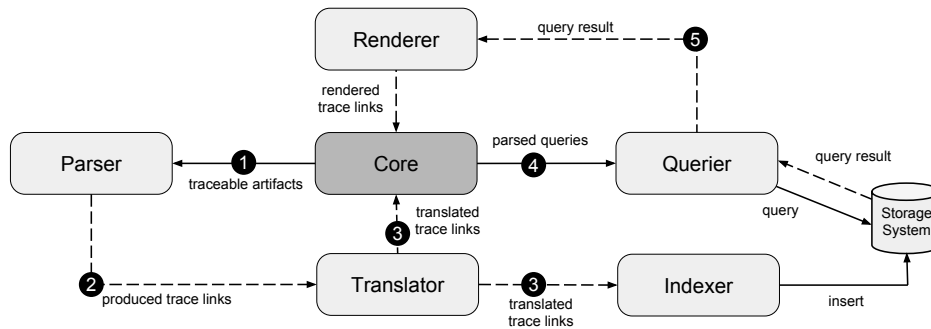 Renderer
query result
5
rendered
trace links
Parser
1
traceable artifacts
Core
parsed queries
4
Querier
query result
query
Storage
System
translated
trace links
3
2
produced trace links
Translator
3
translated
trace links
Indexer
insert